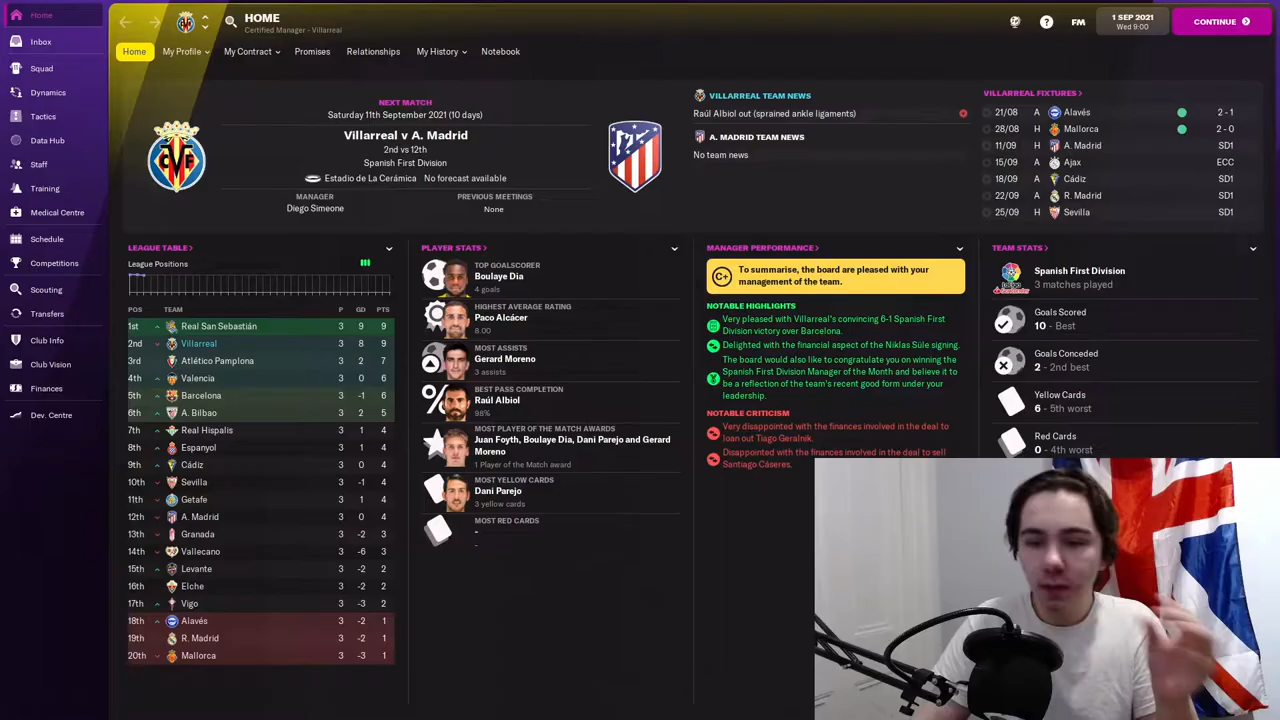 Home
HOME
Certified Manager - Villarreal
FM
1 SEP 2021
Wed 9:00
CONTINUE
Inbox
Squad
Dynamics
Tactics
Data Hub
Staff
Training
Medical Centre
Schedule
Competitions
Scouting
Transfers
Club Info
Club Vision
Finances
Dev. Centre
Home My Profile My Contract Promises Relationships My History Notebook
NEXT MATCH
Saturday 11th September 2021 (10 days)
Villarreal v A. Madrid
2nd vs 12th
Spanish First Division
Estadio de La Cerámica No forecast available
MANAGER
Diego Simeone
PREVIOUS MEETINGS
None
VILLARREAL TEAM NEWS
Raúl Albiol out (sprained ankle ligaments)
A. MADRID TEAM NEWS
No team news
VILLARREAL FIXTURES >
21/08 A Alavés 2 - 1
28/08 H Mallorca 2 - 0
11/09 H A. Madrid SD1
15/09 A Ajax ECC
18/09 A Cádiz SD1
22/09 A R. Madrid SD1
25/09 H Sevilla SD1
LEAGUE TABLE >
League Positions
POS TEAM P GD PTS
1st Real San Sebastián 3 9 9
2nd Villarreal 3 8 9
3rd Atlético Pamplona 3 2 7
4th Valencia 3 0 6
5th Barcelona 3 -1 6
6th A. Bilbao 3 2 5
7th Real Hispalis 3 1 4
8th Espanyol 3 1 4
9th Cádiz 3 0 4
10th Sevilla 3 -1 4
11th Getafe 3 1 4
12th A. Madrid 3 0 4
13th Granada 3 -2 3
14th Vallecano 3 -6 3
15th Levante 3 -2 2
16th Elche 3 -2 2
17th Vigo 3 -3 2
18th Alavés 3 -2 1
19th R. Madrid 3 -2 1
20th Mallorca 3 -3 1
PLAYER STATS >
TOP GOALSCORER
Boulaye Dia
4 goals
HIGHEST AVERAGE RATING
Paco Alcácer
8.00
MOST ASSISTS
Gerard Moreno
3 assists
BEST PASS COMPLETION
Raúl Albiol
98%
MOST PLAYER OF THE MATCH AWARDS
Juan Foyth, Boulaye Dia, Dani Parejo and Gerard
Moreno
1 Player of the Match award
MOST YELLOW CARDS
Dani Parejo
3 yellow cards
MOST RED CARDS
-
-
MANAGER PERFORMANCE >
C+
To summarise, the board are pleased with your
management of the team.
NOTABLE HIGHLIGHTS
Very pleased with Villarreal's convincing 6-1 Spanish First
Division victory over Barcelona.
Delighted with the financial aspect of the Niklas Süle signing.
The board would also like to congratulate you on winning the
Spanish First Division Manager of the Month and believe it to
be a reflection of the team's recent good form under your
leadership.
NOTABLE CRITICISM
Very disappointed with the finances involved in the deal to
loan out Tiago Geralnik.
Disappointed with the finances involved in the deal to sell
Santiago Cáseres.
TEAM STATS >
Spanish First Division
3 matches played
Goals Scored
10 - Best
Goals Conceded
2 - 2nd best
Yellow Cards
6 - 5th worst
Red Cards
0 - 4th worst